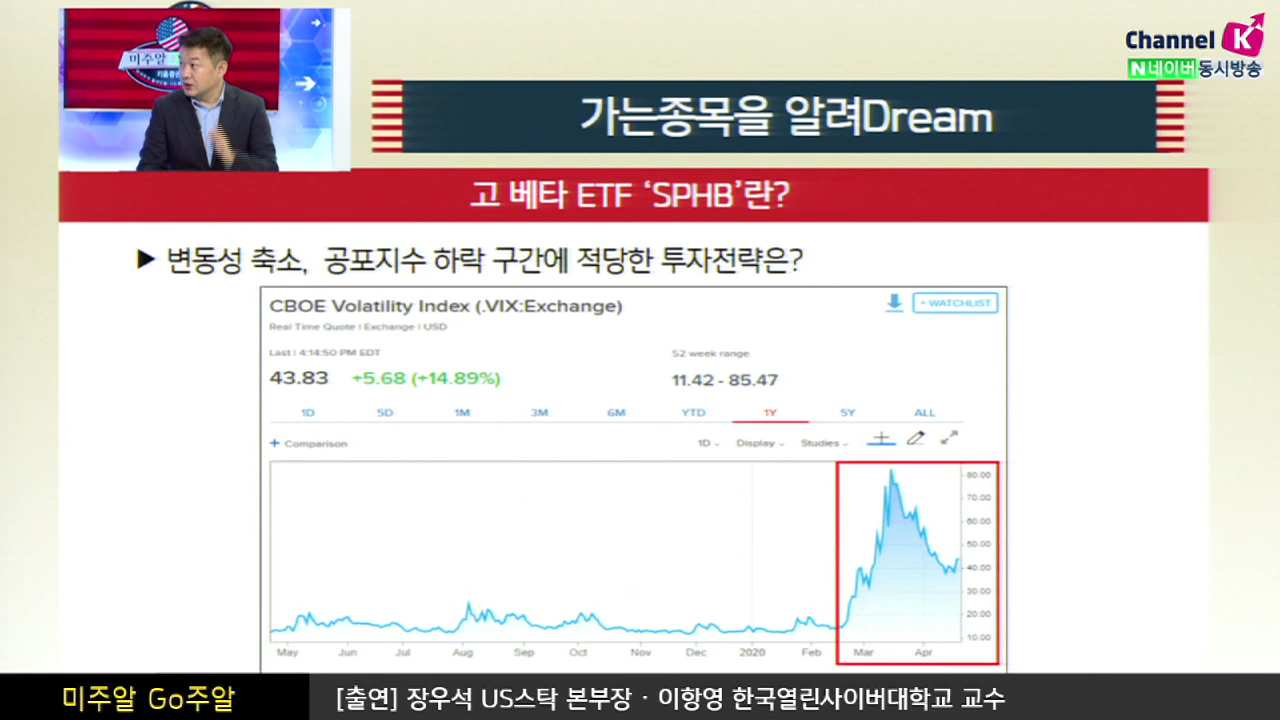 미주알
키움증권
Channel K
N네이버 동시방송
가는종목을 알려Dream
고 베타 ETF ‘SPHB’란?
▶ 변동성 축소, 공포지수 하락 구간에 적당한 투자전략은?
CBOE Volatility Index (.VIX:Exchange)
+ WATCHLIST
Real Time Quote | Exchange | USD
Last | 4:14:50 PM EDT
52 week range
43.83 +5.68 (+14.89%)
11.42 - 85.47
1D 5D 1M 3M 6M YTD 1Y 5Y ALL
+ Comparison
1D Display Studies
80.00
70.00
60.00
50.00
40.00
30.00
20.00
10.00
May Jun Jul Aug Sep Oct Nov Dec 2020 Feb Mar Apr
미주알 Go주알
[출연] 장우석 US스탁 본부장 · 이항영 한국열린사이버대학교 교수